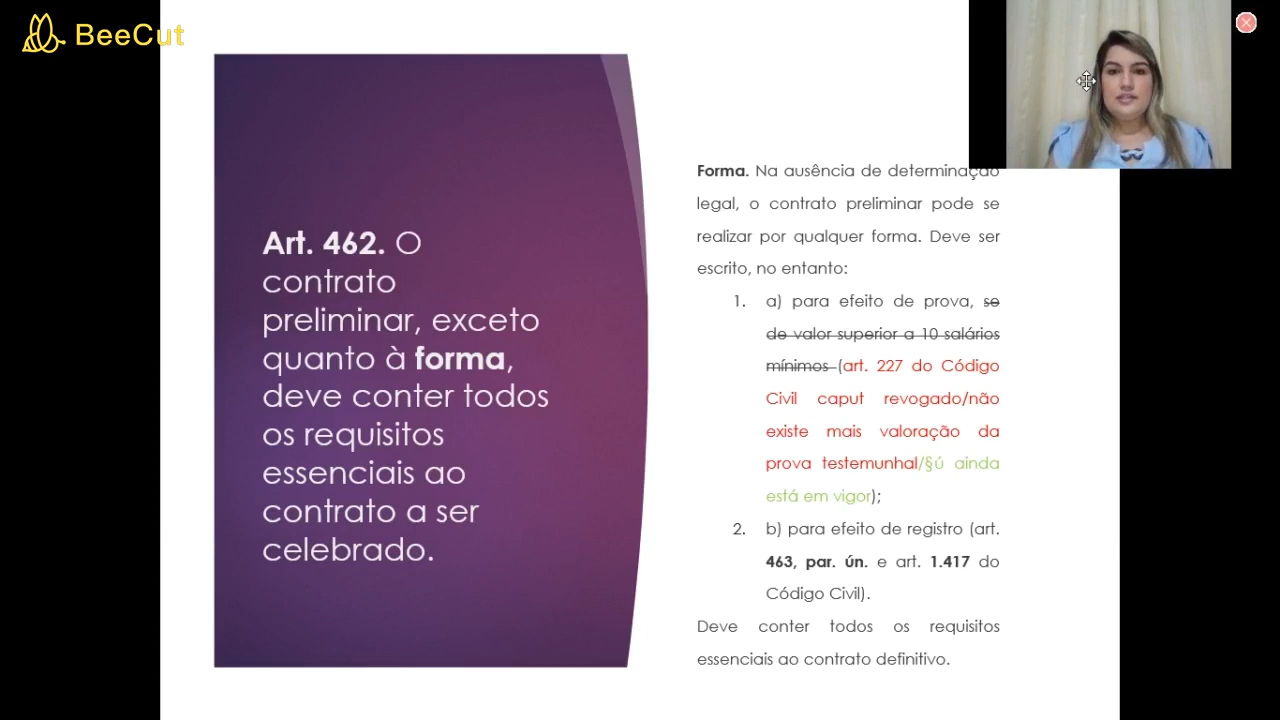 BeeCut
Art. 462. O
contrato
preliminar, exceto
quanto à forma,
deve conter todos
os requisitos
essenciais ao
contrato a ser
celebrado.
Forma. Na ausência de determinação
legal, o contrato preliminar pode se
realizar por qualquer forma. Deve ser
escrito, no entanto:
1. a) para efeito de prova, se
de valor superior a 10 salários
mínimos (art. 227 do Código
Civil caput revogado/não
existe mais valoração da
prova testemunhal/§ú ainda
está em vigor);
2. b) para efeito de registro (art.
463, par. ún. e art. 1.417 do
Código Civil).
Deve conter todos os requisitos
essenciais ao contrato definitivo.